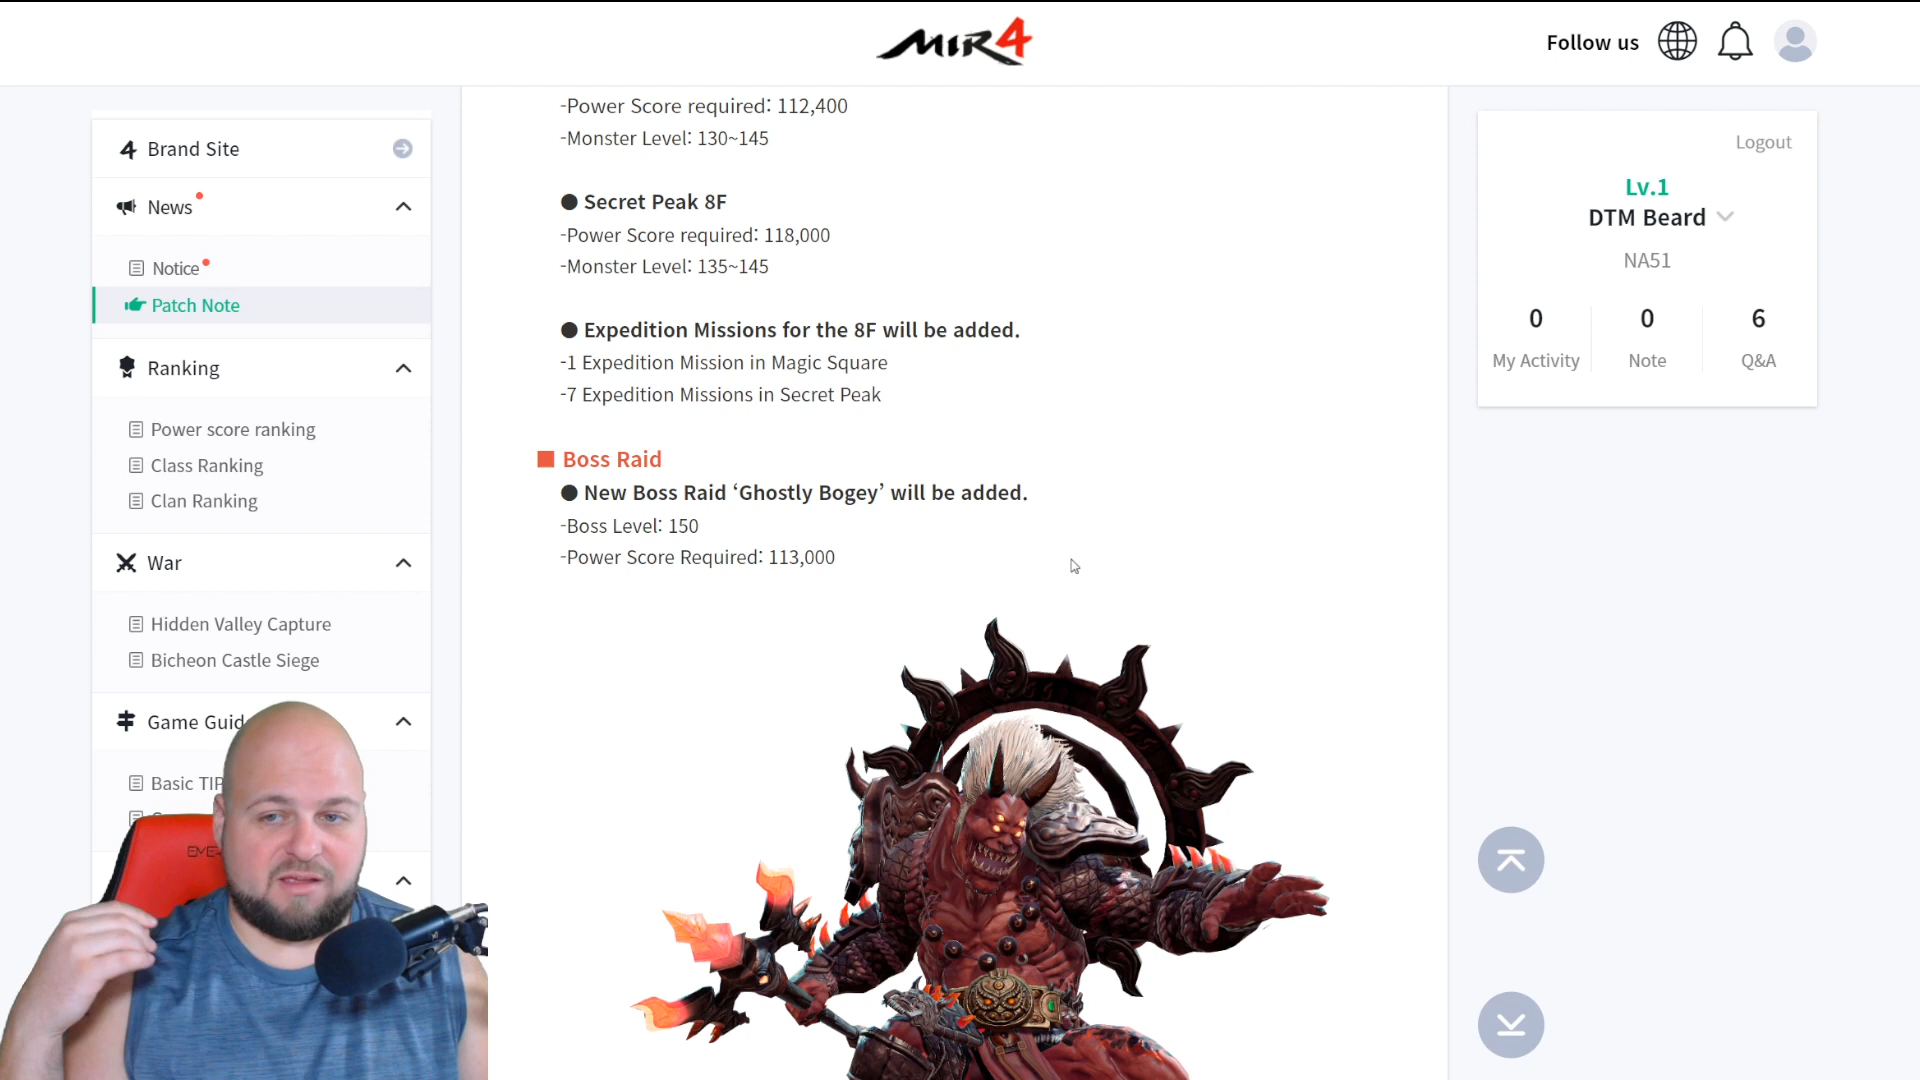 MIR4
Follow us
Brand Site
News
Notice
Patch Note
Ranking
Power score ranking
Class Ranking
Clan Ranking
War
Hidden Valley Capture
Bicheon Castle Siege
Game Guid
Basic TIP
-Power Score required: 112,400
-Monster Level: 130~145
● Secret Peak 8F
-Power Score required: 118,000
-Monster Level: 135~145
● Expedition Missions for the 8F will be added.
-1 Expedition Mission in Magic Square
-7 Expedition Missions in Secret Peak
■ Boss Raid
● New Boss Raid ‘Ghostly Bogey’ will be added.
-Boss Level: 150
-Power Score Required: 113,000
Logout
Lv.1
DTM Beard
NA51
0 0 6
My Activity Note Q&A